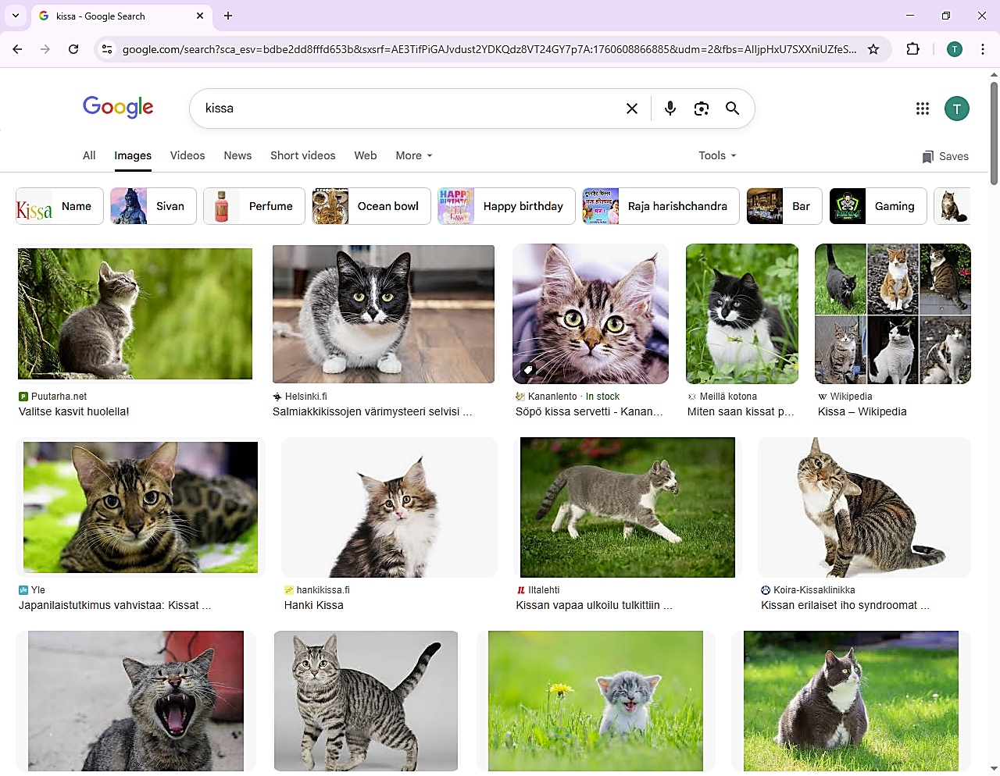 kissa - Google Search
google.com/search?sca_esv=bdbe2dd8fffd653b&sxsrf=AE3TifPiGAJvdust2YDKQdz8VT24GY7p7A:1760608866885&udm=2&fbs=AIIjpHxU7SXXniUZfeS...
T
Google
kissa
T
All Images Videos News Short videos Web More Tools Saves
Kissa Name Sivan Perfume Ocean bowl HAPPY BIRTHDAY Happy birthday Raja harishchandra Bar Gaming
Puutarha.net
Valitse kasvit huolella!
Helsinki.fi
Salmiakkikissojen värimysteeri selvisi ...
Kananlento · In stock
Söpö kissa servetti - Kanan...
Meillä kotona
Miten saan kissat p...
W Wikipedia
Kissa – Wikipedia
yle Yle
Japanilaistutkimus vahvistaa: Kissat ...
hankikissa.fi
Hanki Kissa
IL Iltalehti
Kissan vapaa ulkoilu tulkittiin ...
Koira-Kissaklinikka
Kissan erilaiset iho syndroomat ...